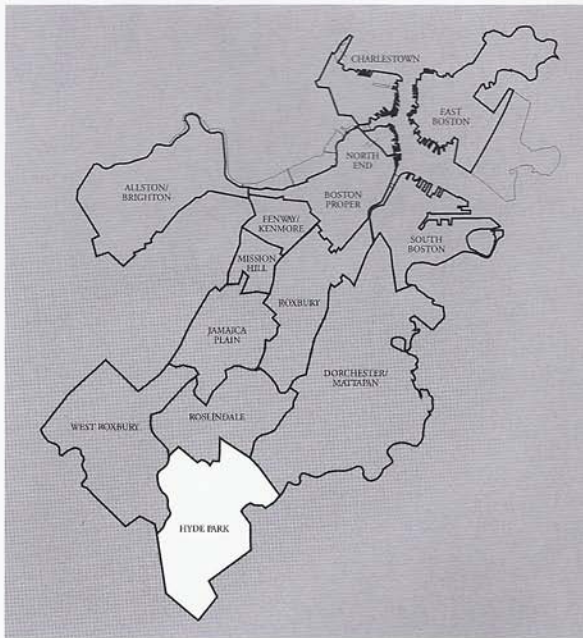 CHARLESTOWN
EAST
BOSTON
NORTH
END
ALLSTON/
BRIGHTON
BOSTON
PROPER
FENWAY/
KENMORE
SOUTH
BOSTON
MISSION
HILL
ROXBURY
JAMAICA
PLAIN
DORCHESTER/
MATTAPAN
ROSLINDALE
WEST ROXBURY
HYDE PARK